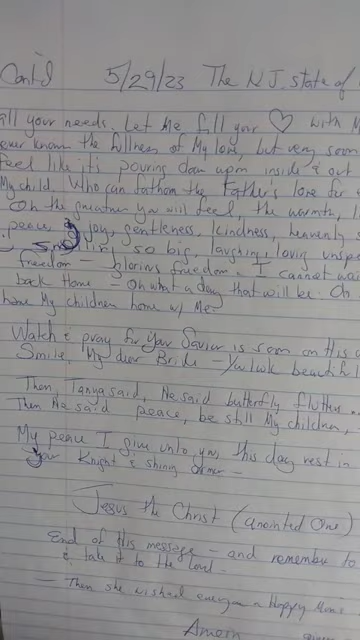 Cont'd 5/29/23 The NJ. state of
all your needs. Let Me fill your ♡ with M
ever known the fullness of My love, but very soon
feel like it's pouring down upon inside & out
My child. Who can fathom the Father's love for
Oh the greatness you will feel, the warmth,
peace & joy, gentleness, kindness, heavenly
so big, laughing, loving
freedom - glorius freedom. I cannot wait
back Home - Oh what a day that will be. Oh
have My children home w/ Me.
Watch & pray for your Savior is soon on His
Smile, My dear Bride - You look beautiful
Then, Tanya said, He said butterfly flutter
Then He said peace, be still My children,
My peace I give unto you, this day rest in
Your Knight & shing armer -
Jesus the Christ (anointed One)
End of this message - and remember to
& take it to the Lord -
- Then she wished everyone a Happy
Amein